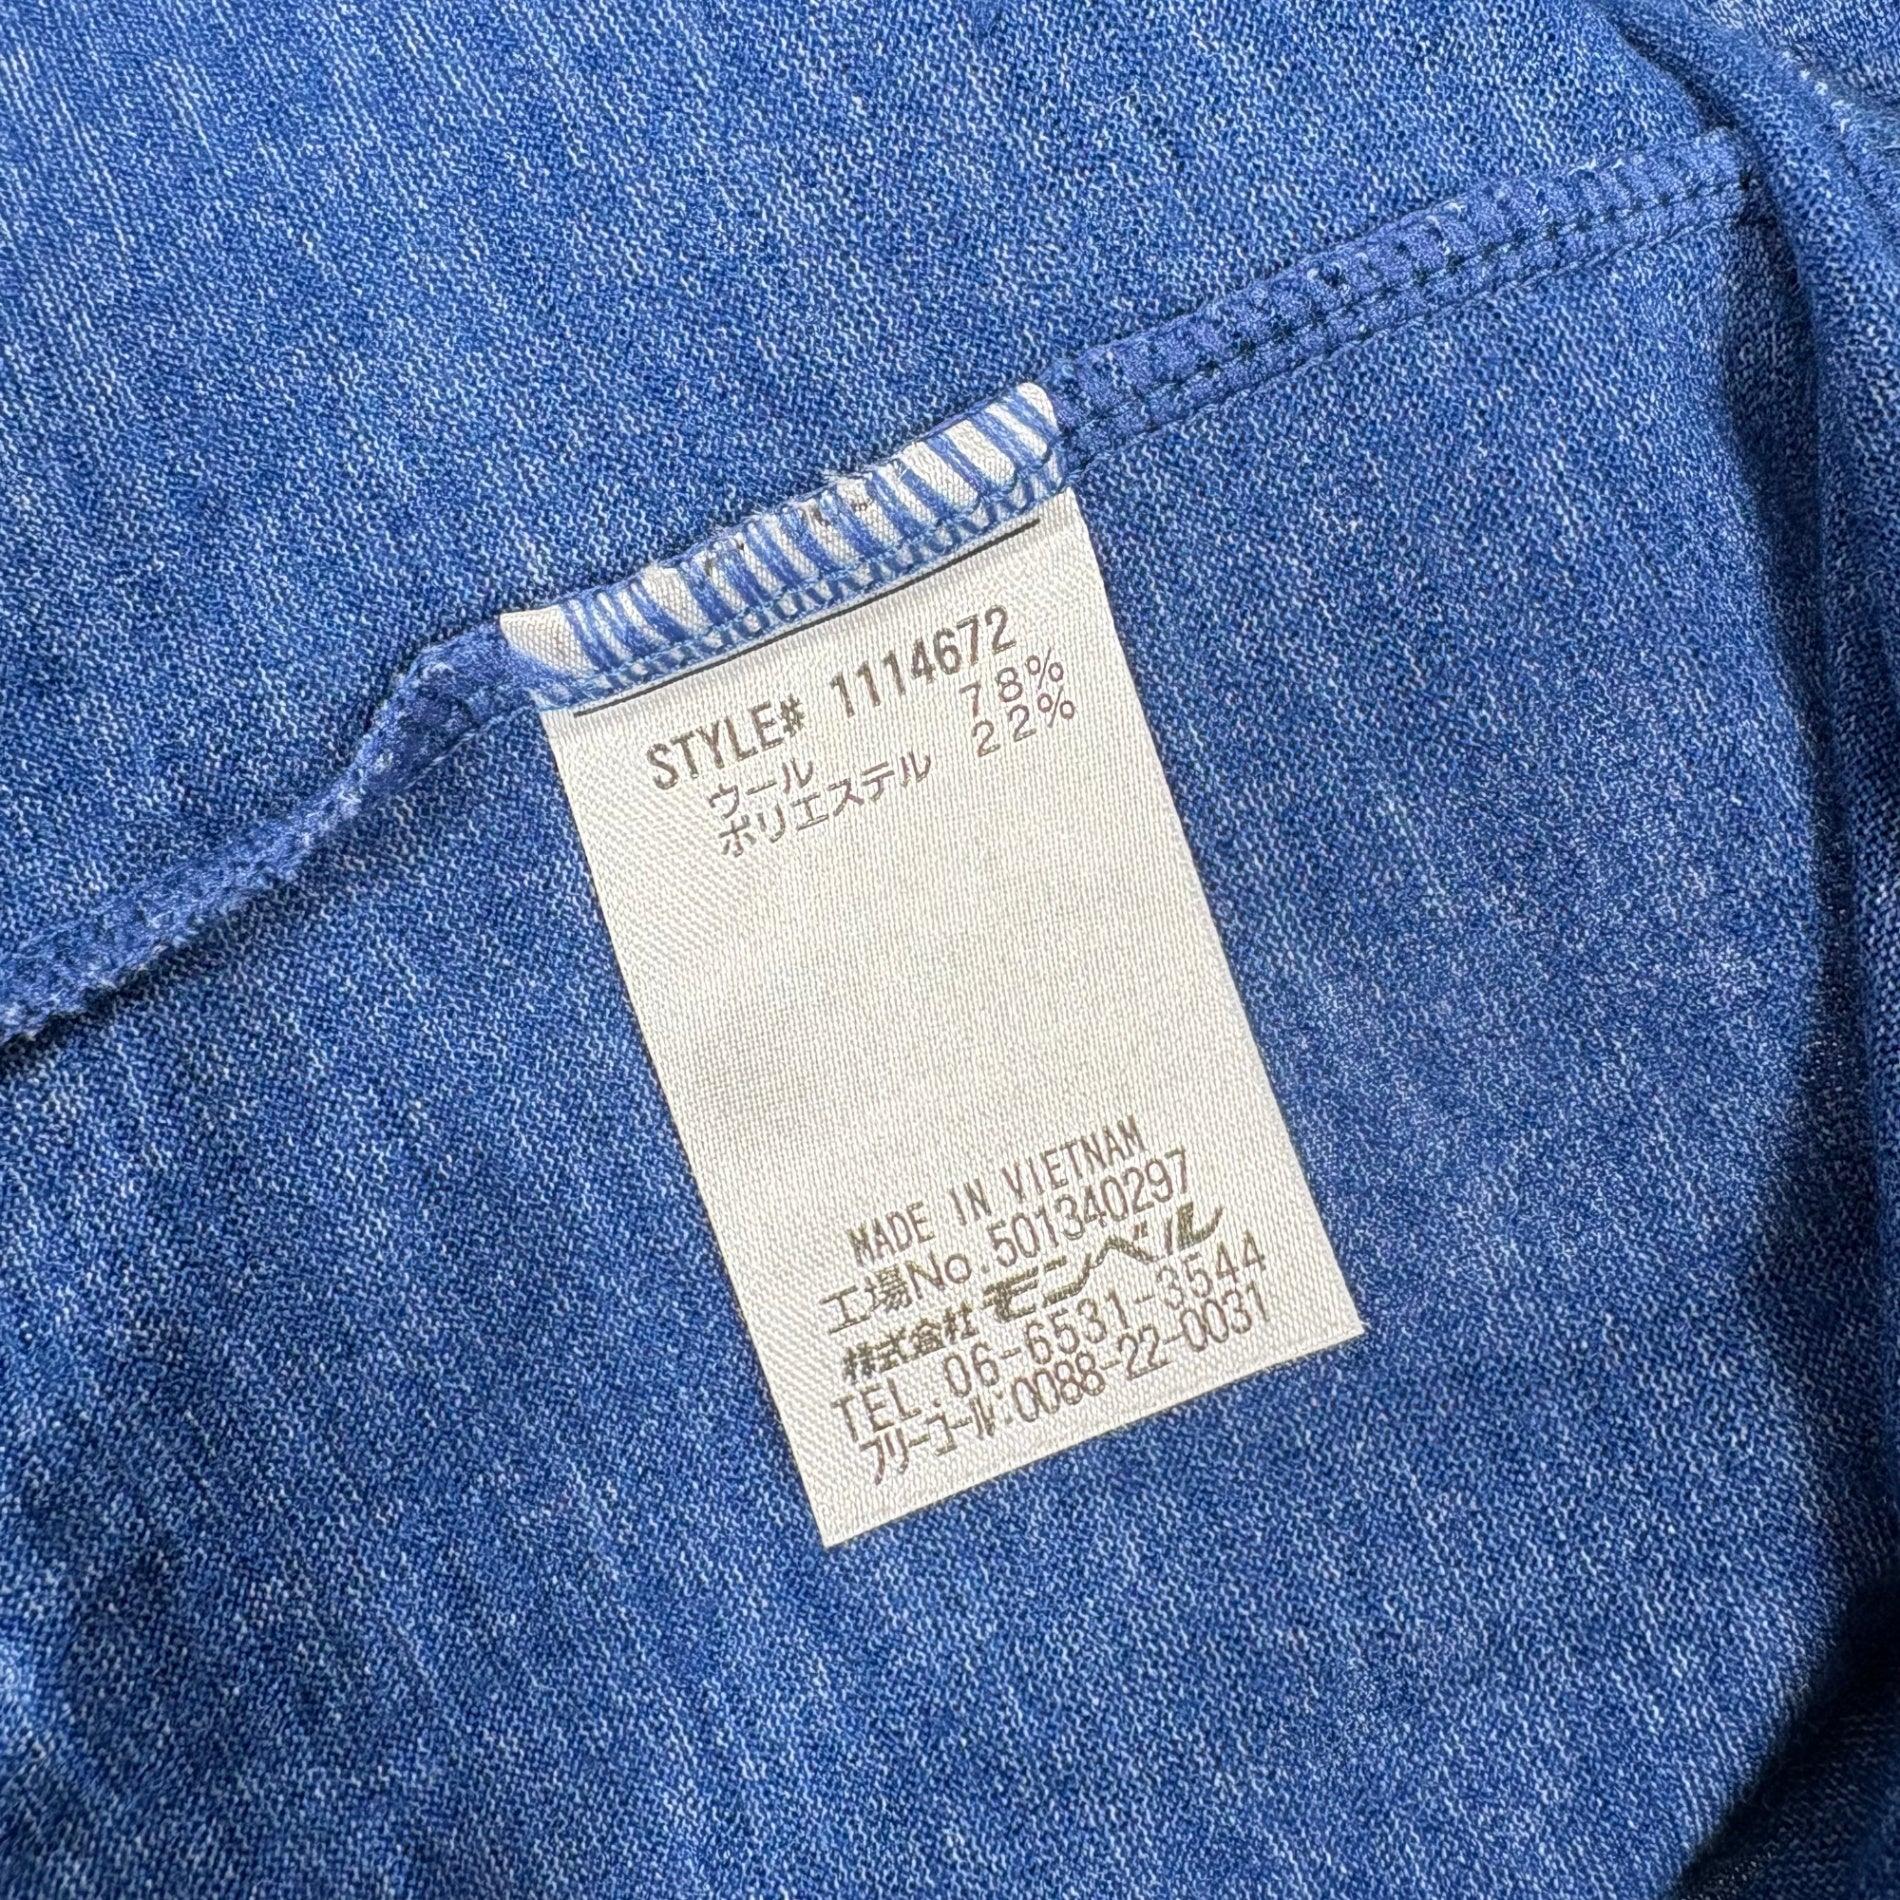 STYLE# 1114672
ウール 78%
ポリエステル 22%
MADE IN VIETNAM
工場No.501340297
株式会社モンベル
TEL.06-6531-3544
フリーコール:0088-22-0031